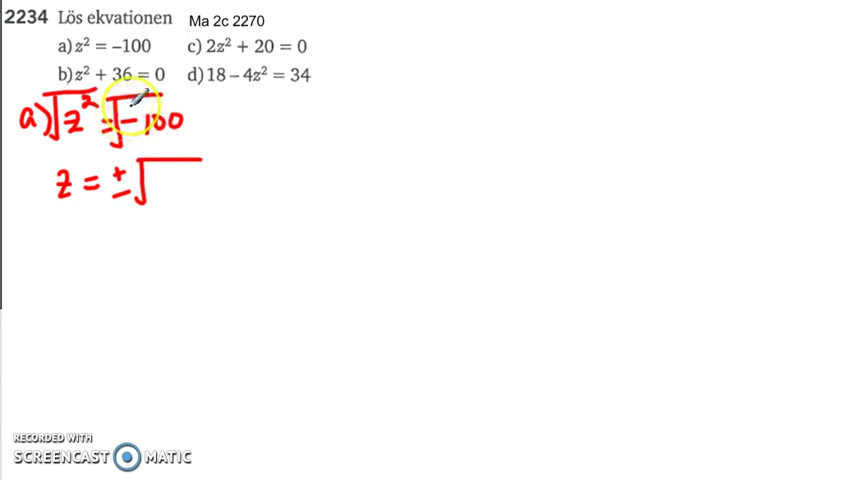 2234 Lös ekvationen Ma 2c 2270
a) z² = –100 c) 2z² + 20 = 0
b) z² + 36 = 0 d) 18 – 4z² = 34
a) √z² = √-100
z = ±√
RECORDED WITH
SCREENCAST MATIC